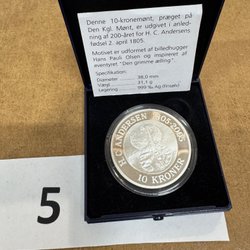 Denne 10-kronemønt, præget på
Den Kgl. Mønt, er udgivet i anled-
ning af 200-året for H. C. Andersens
fødsel 2. april 1805.
Motivet er udformet af billedhugger
Hans Pauli Olsen og inspireret af
eventyret "Den grimme ælling".
Specifikation:
Diameter : 38,0 mm
Vægt : 31,1 g
Legering : 999 ‰ Ag (finsølv)
H.C. ANDERSEN 1805-2005
10 KRONER
5